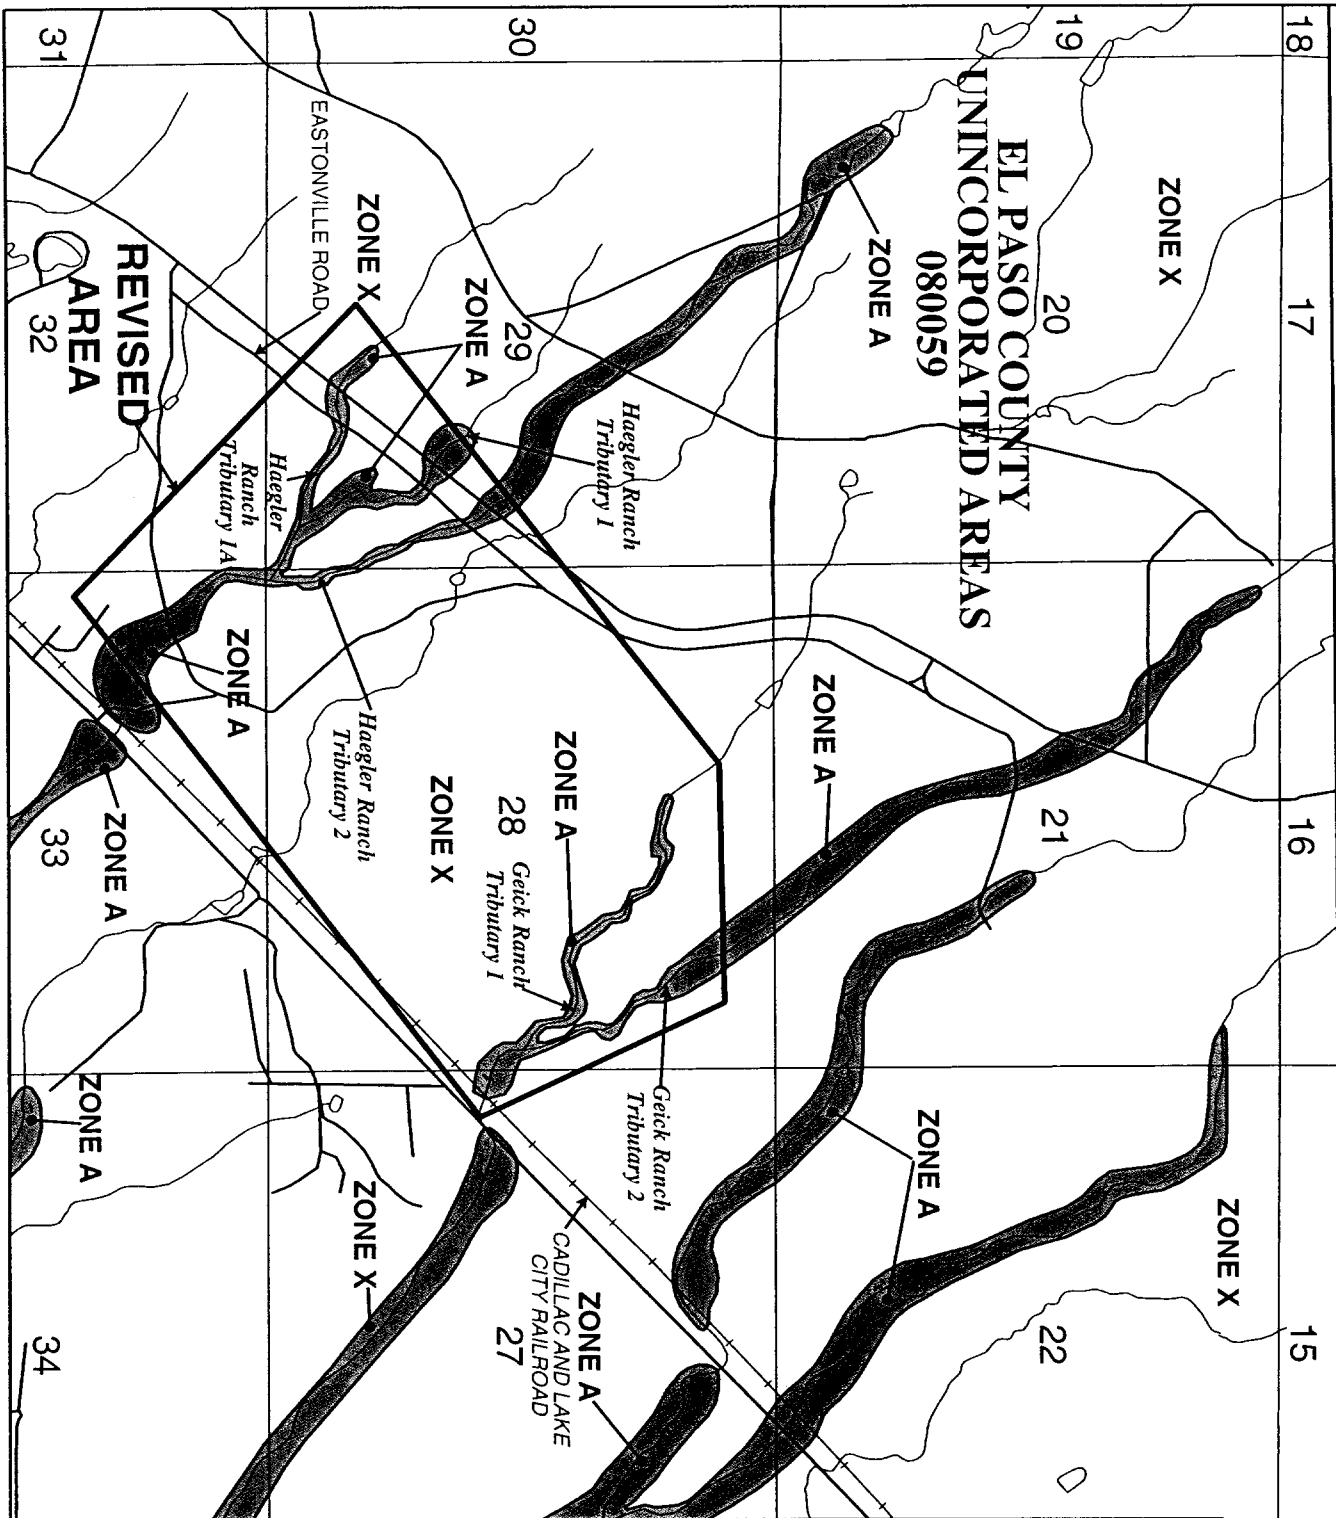 18
17
16
15
ZONE X
ZONE X
19
20
21
22
EL PASO COUNTY
UNINCORPORATED AREAS
080059
ZONE A
ZONE A
ZONE A
30
29
28
27
Haegler Ranch
Tributary 1
ZONE A
ZONE X
EASTONVILLE ROAD
ZONE A
Geick Ranch
Tributary 1
Geick Ranch
Tributary 2
ZONE A
CADILLAC AND LAKE
CITY RAILROAD
ZONE X
Haegler Ranch
Tributary 2
Haegler
Ranch
Tributary 1A
ZONE A
ZONE X
REVISED
AREA
31
32
33
34
ZONE A
ZONE A